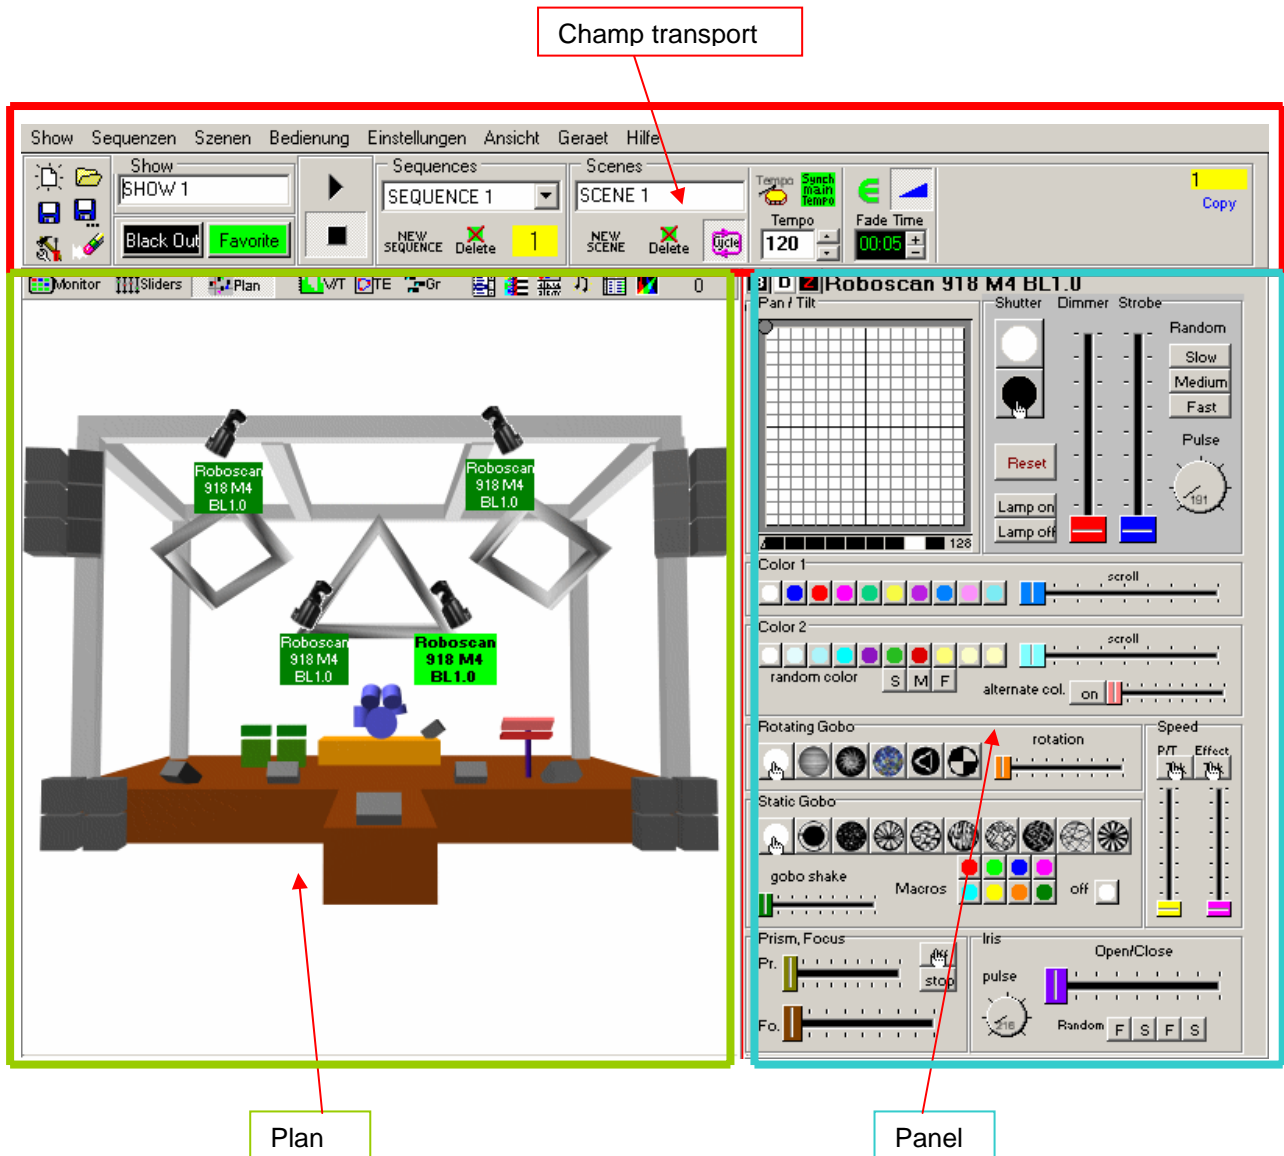 Champ transport
Show Sequenzen Szenen Bedienung Einstellungen Ansicht Geraet Hilfe
Show
SHOW 1
Black Out Favorite
Sequences
SEQUENCE 1
NEW SEQUENCE Delete 1
Scenes
SCENE 1
NEW SCENE Delete Cycle
Tempo Synch main Tempo
Tempo
120
Fade Time
00:05
1
Copy
Monitor Sliders Plan W/T TE Gr 0
Roboscan 918 M4 BL1.0
Roboscan
918 M4
BL1.0
Roboscan
918 M4
BL1.0
Roboscan
918 M4
BL1.0
Roboscan
918 M4
BL1.0
Pan / Tilt
128
Shutter Dimmer Strobe
Random
Slow
Medium
Fast
Pulse
191
Reset
Lamp on
Lamp off
Color 1
scroll
Color 2
scroll
random color S M F
alternate col. on
Rotating Gobo
rotation
Speed
P/T Effect
Static Gobo
gobo shake
Macros off
Prism, Focus
Pr.
stop
Fo.
Iris
Open/Close
pulse
216
Random F S F S
Plan
Panel